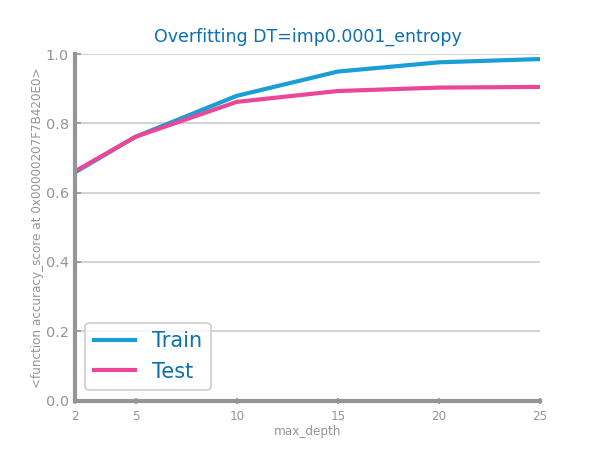 Overfitting DT=imp0.0001_entropy
<function accuracy_score at 0x00000207F7B420E0>
1.0
0.8
0.6
0.4
0.2
0.0
Train
Test
2 5 10 15 20 25
max_depth